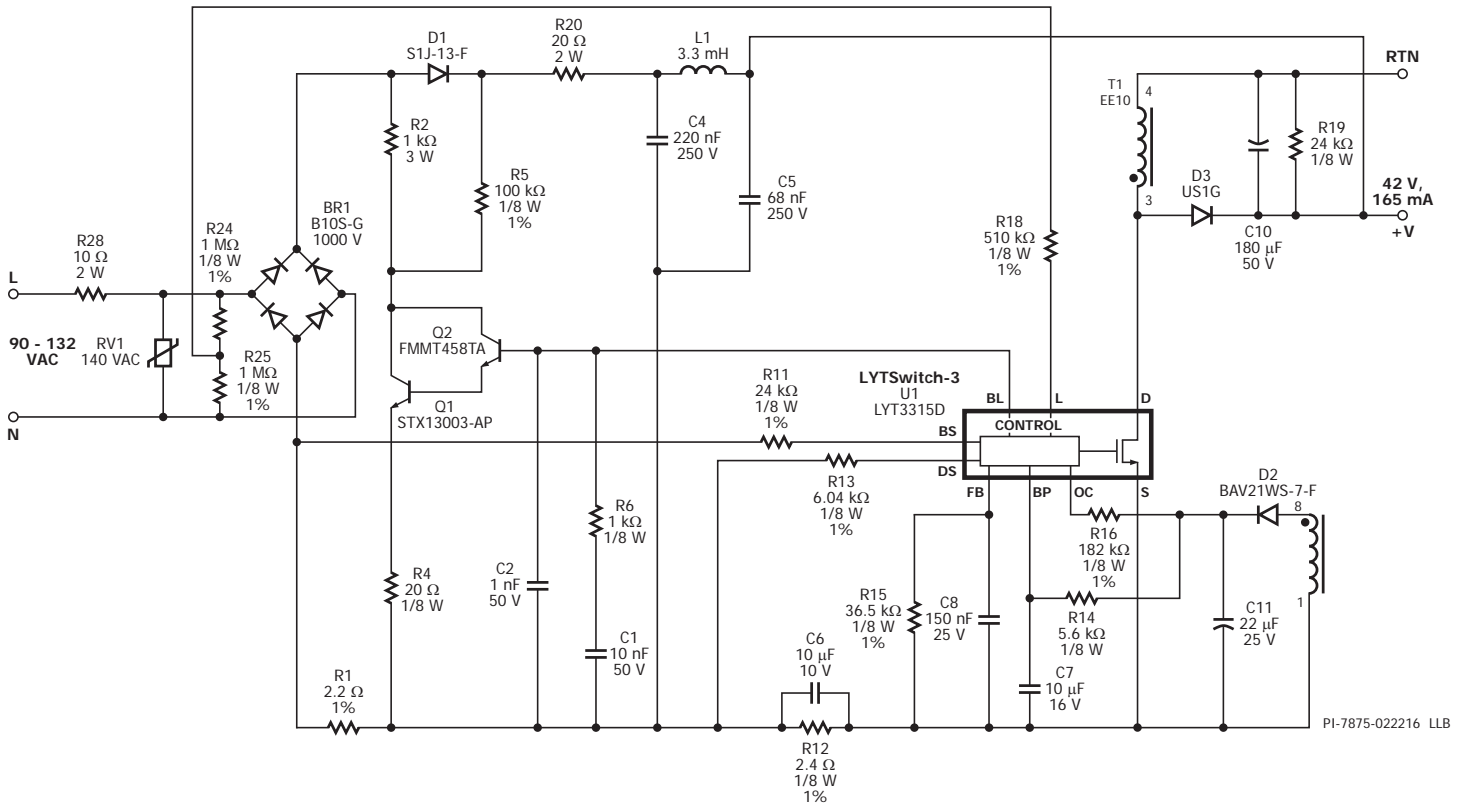 R20
20 Ω
2 W
D1
S1J-13-F
L1
3.3 mH
RTN
T1
EE10
4
3
R2
1 kΩ
3 W
C4
220 nF
250 V
R19
24 kΩ
1/8 W
R5
100 kΩ
1/8 W
1%
C5
68 nF
250 V
D3
US1G
42 V,
165 mA
+V
BR1
B10S-G
1000 V
R24
1 MΩ
1/8 W
1%
R28
10 Ω
2 W
R18
510 kΩ
1/8 W
1%
C10
180 µF
50 V
L
90 - 132
VAC
RV1
140 VAC
R25
1 MΩ
1/8 W
1%
N
Q2
FMMT458TA
Q1
STX13003-AP
R11
24 kΩ
1/8 W
1%
LYTSwitch-3
U1
LYT3315D
BL
L
D
CONTROL
BS
DS
FB
BP
OC
S
R13
6.04 kΩ
1/8 W
1%
D2
BAV21WS-7-F
8
1
R6
1 kΩ
1/8 W
R16
182 kΩ
1/8 W
1%
R4
20 Ω
1/8 W
C2
1 nF
50 V
R15
36.5 kΩ
1/8 W
1%
C8
150 nF
25 V
R14
5.6 kΩ
1/8 W
C11
22 µF
25 V
C1
10 nF
50 V
C6
10 µF
10 V
C7
10 µF
16 V
R1
2.2 Ω
1%
R12
2.4 Ω
1/8 W
1%
PI-7875-022216 LLB